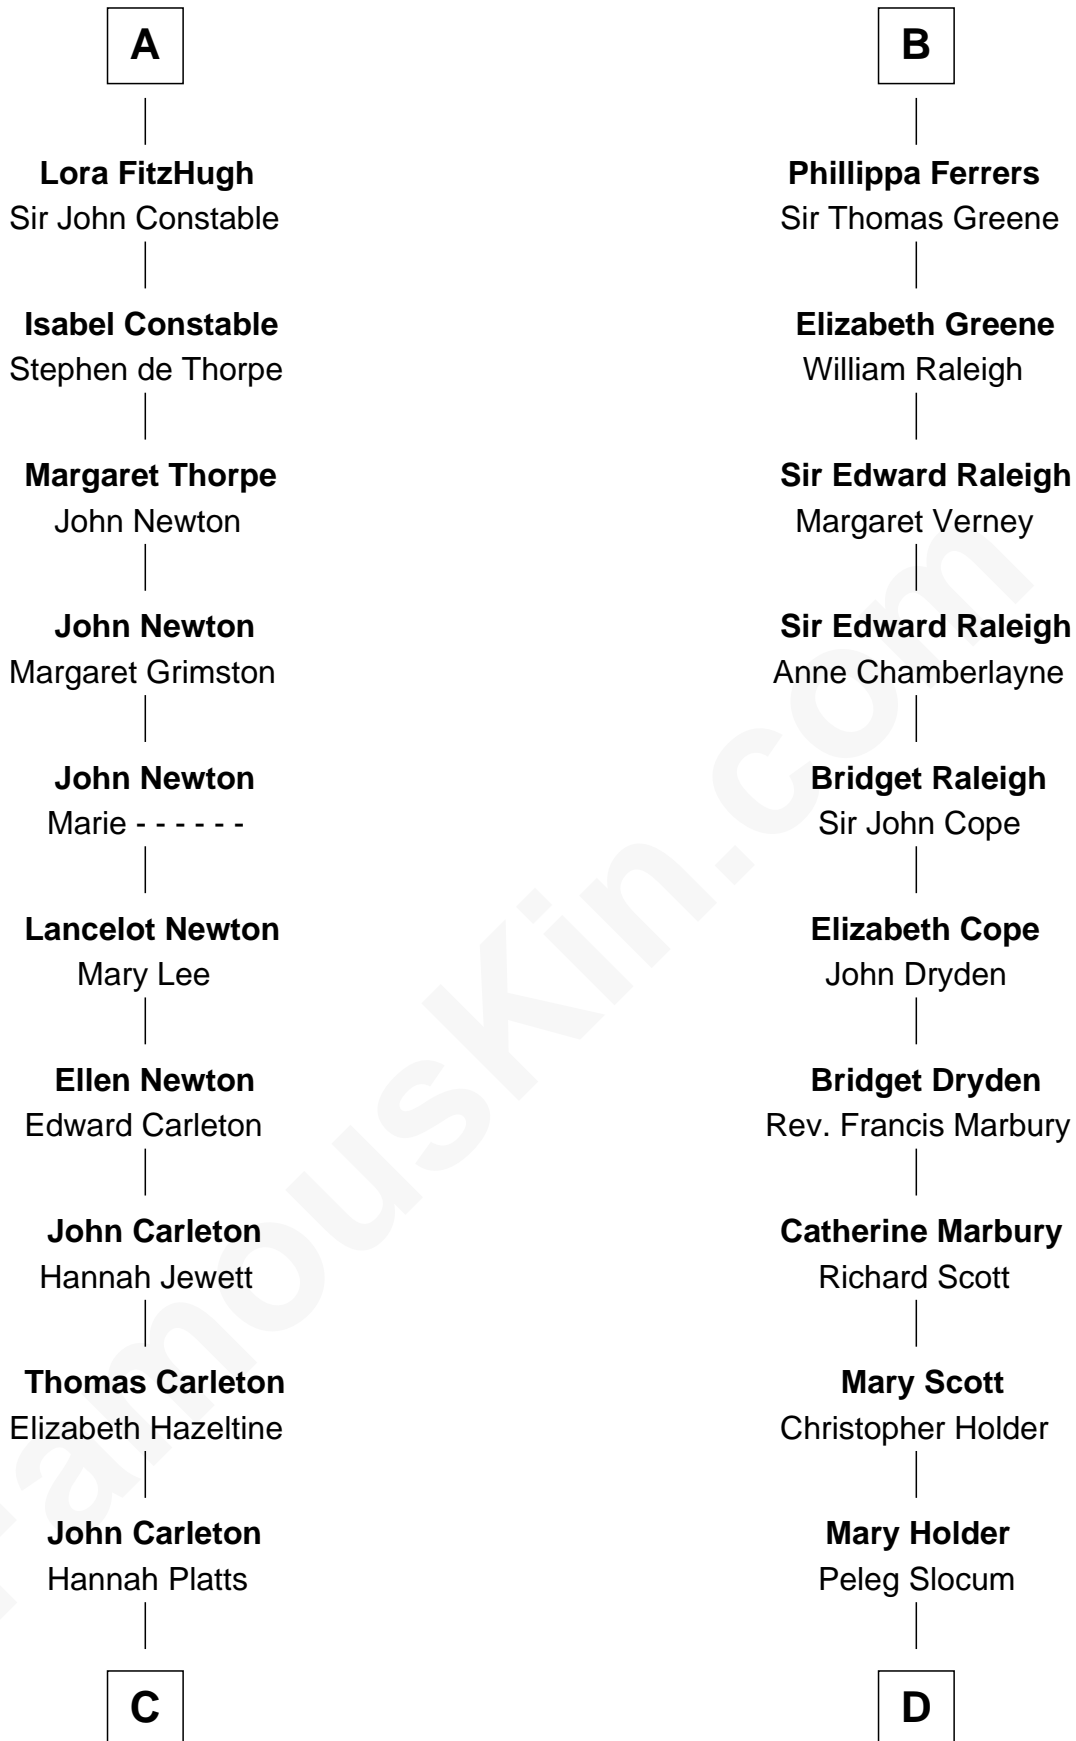 A
Lora FitzHugh
Sir John Constable
Isabel Constable
Stephen de Thorpe
Margaret Thorpe
John Newton
John Newton
Margaret Grimston
John Newton
Marie - - - - - -
Lancelot Newton
Mary Lee
Ellen Newton
Edward Carleton
John Carleton
Hannah Jewett
Thomas Carleton
Elizabeth Hazeltine
John Carleton
Hannah Platts
C
B
Phillippa Ferrers
Sir Thomas Greene
Elizabeth Greene
William Raleigh
Sir Edward Raleigh
Margaret Verney
Sir Edward Raleigh
Anne Chamberlayne
Bridget Raleigh
Sir John Cope
Elizabeth Cope
John Dryden
Bridget Dryden
Rev. Francis Marbury
Catherine Marbury
Richard Scott
Mary Scott
Christopher Holder
Mary Holder
Peleg Slocum
D
FamousKin.com